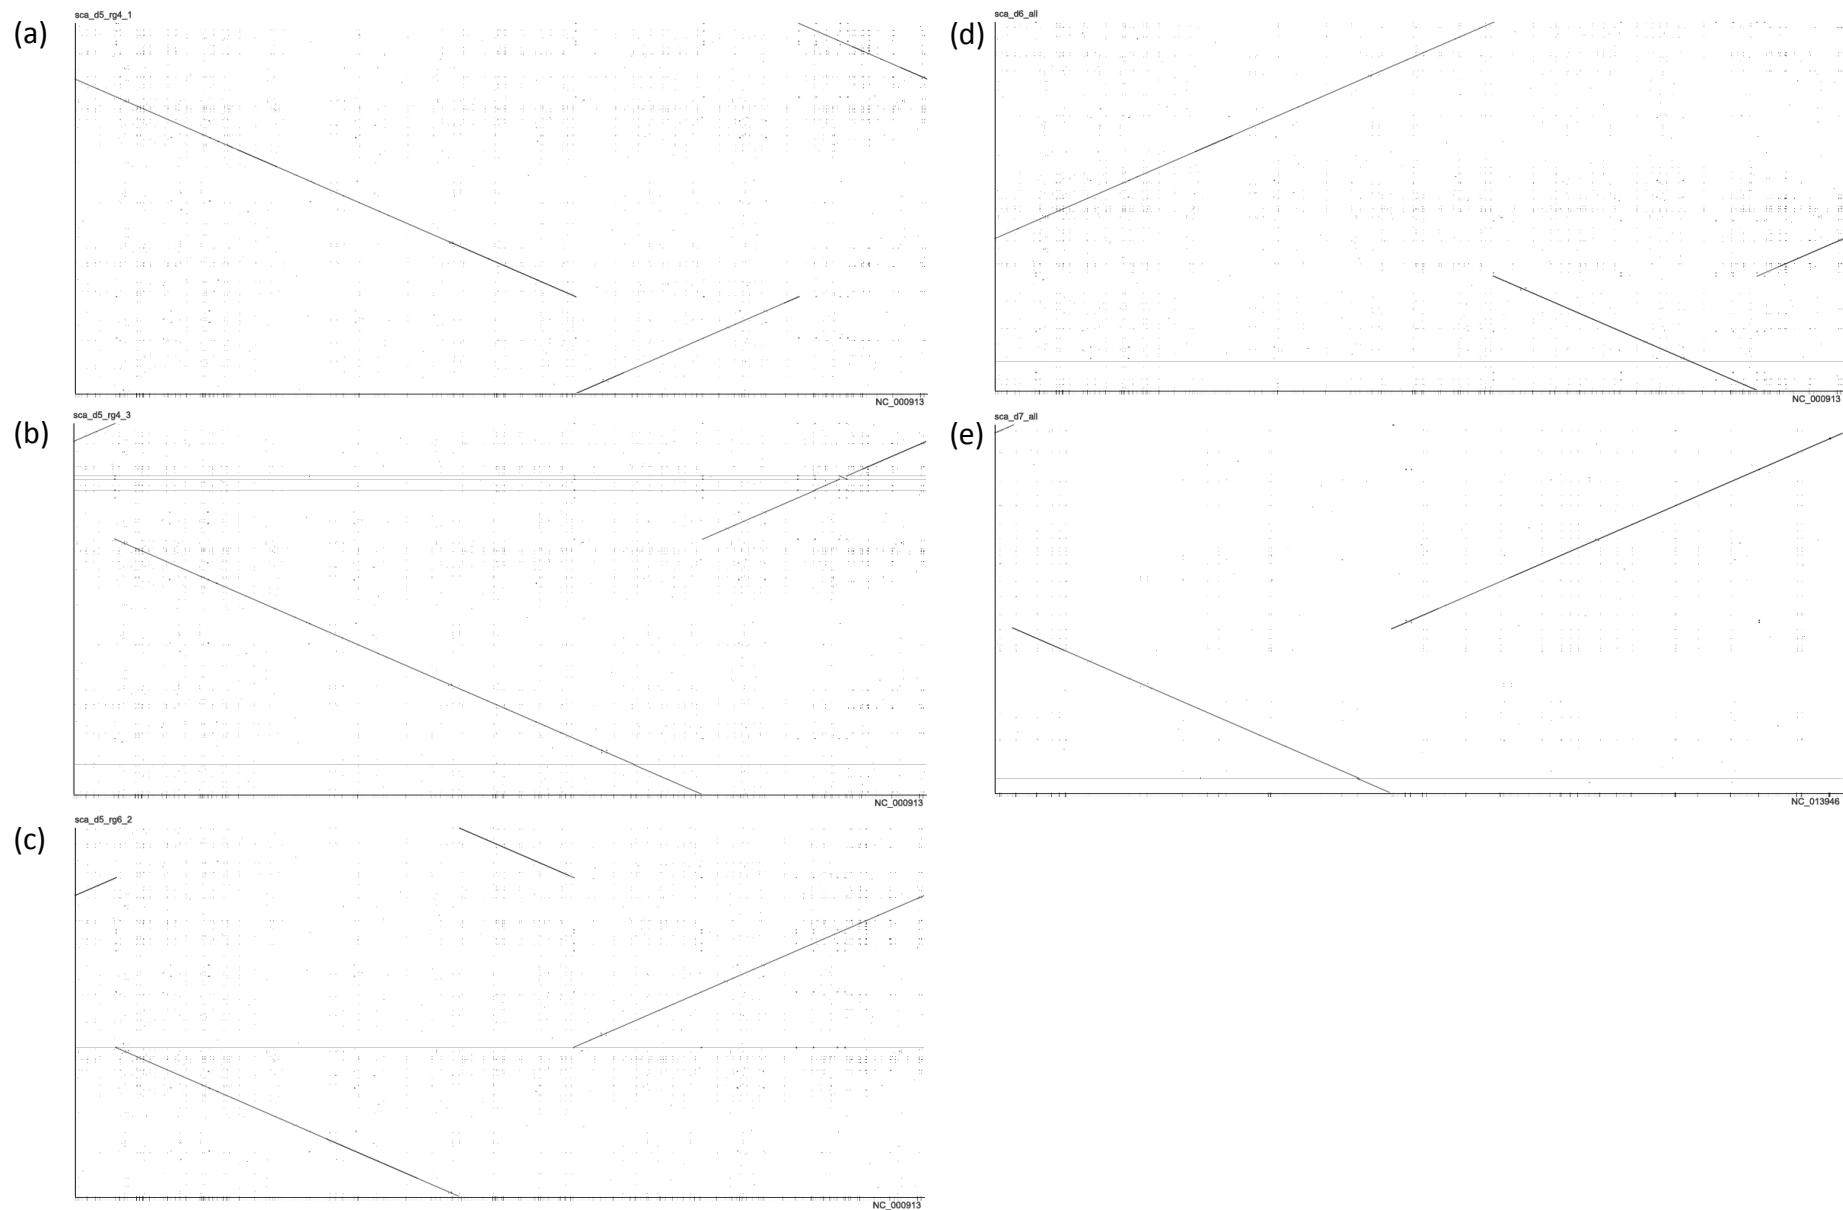 (a)
sca_d5_rg4_1
NC_000913
(b)
sca_d5_rg4_3
NC_000913
(c)
sca_d5_rg6_2
NC_000913
(d)
sca_d6_all
NC_000913
(e)
sca_d7_all
NC_013946